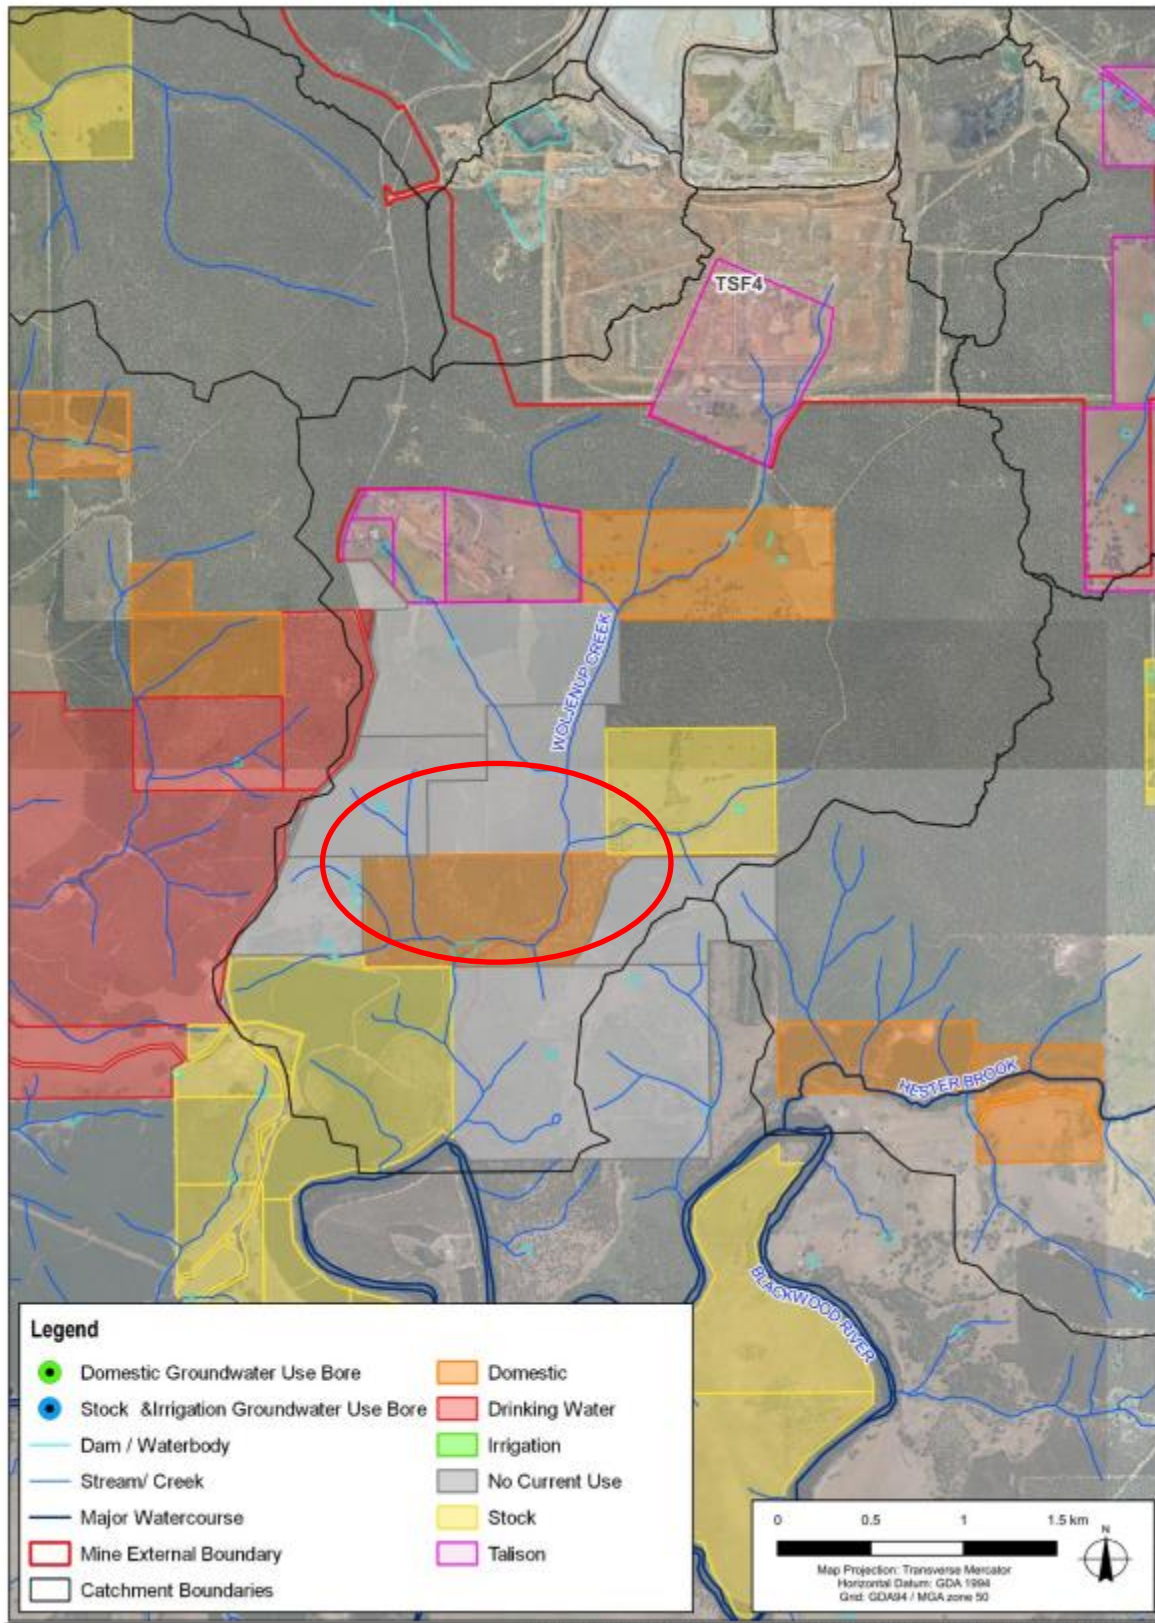 TSF4
WOLJENUP CREEK
HESTER BROOK
BLACKWOOD RIVER
Legend
Domestic Groundwater Use Bore
Stock &Irrigation Groundwater Use Bore
Dam / Waterbody
Stream/ Creek
Major Watercourse
Mine External Boundary
Catchment Boundaries
Domestic
Drinking Water
Irrigation
No Current Use
Stock
Talison
0 0.5 1 1.5 km
N
Map Projection: Transverse Mercator
Horizontal Datum: GDA 1994
Grid: GDA94 / MGA zone 50